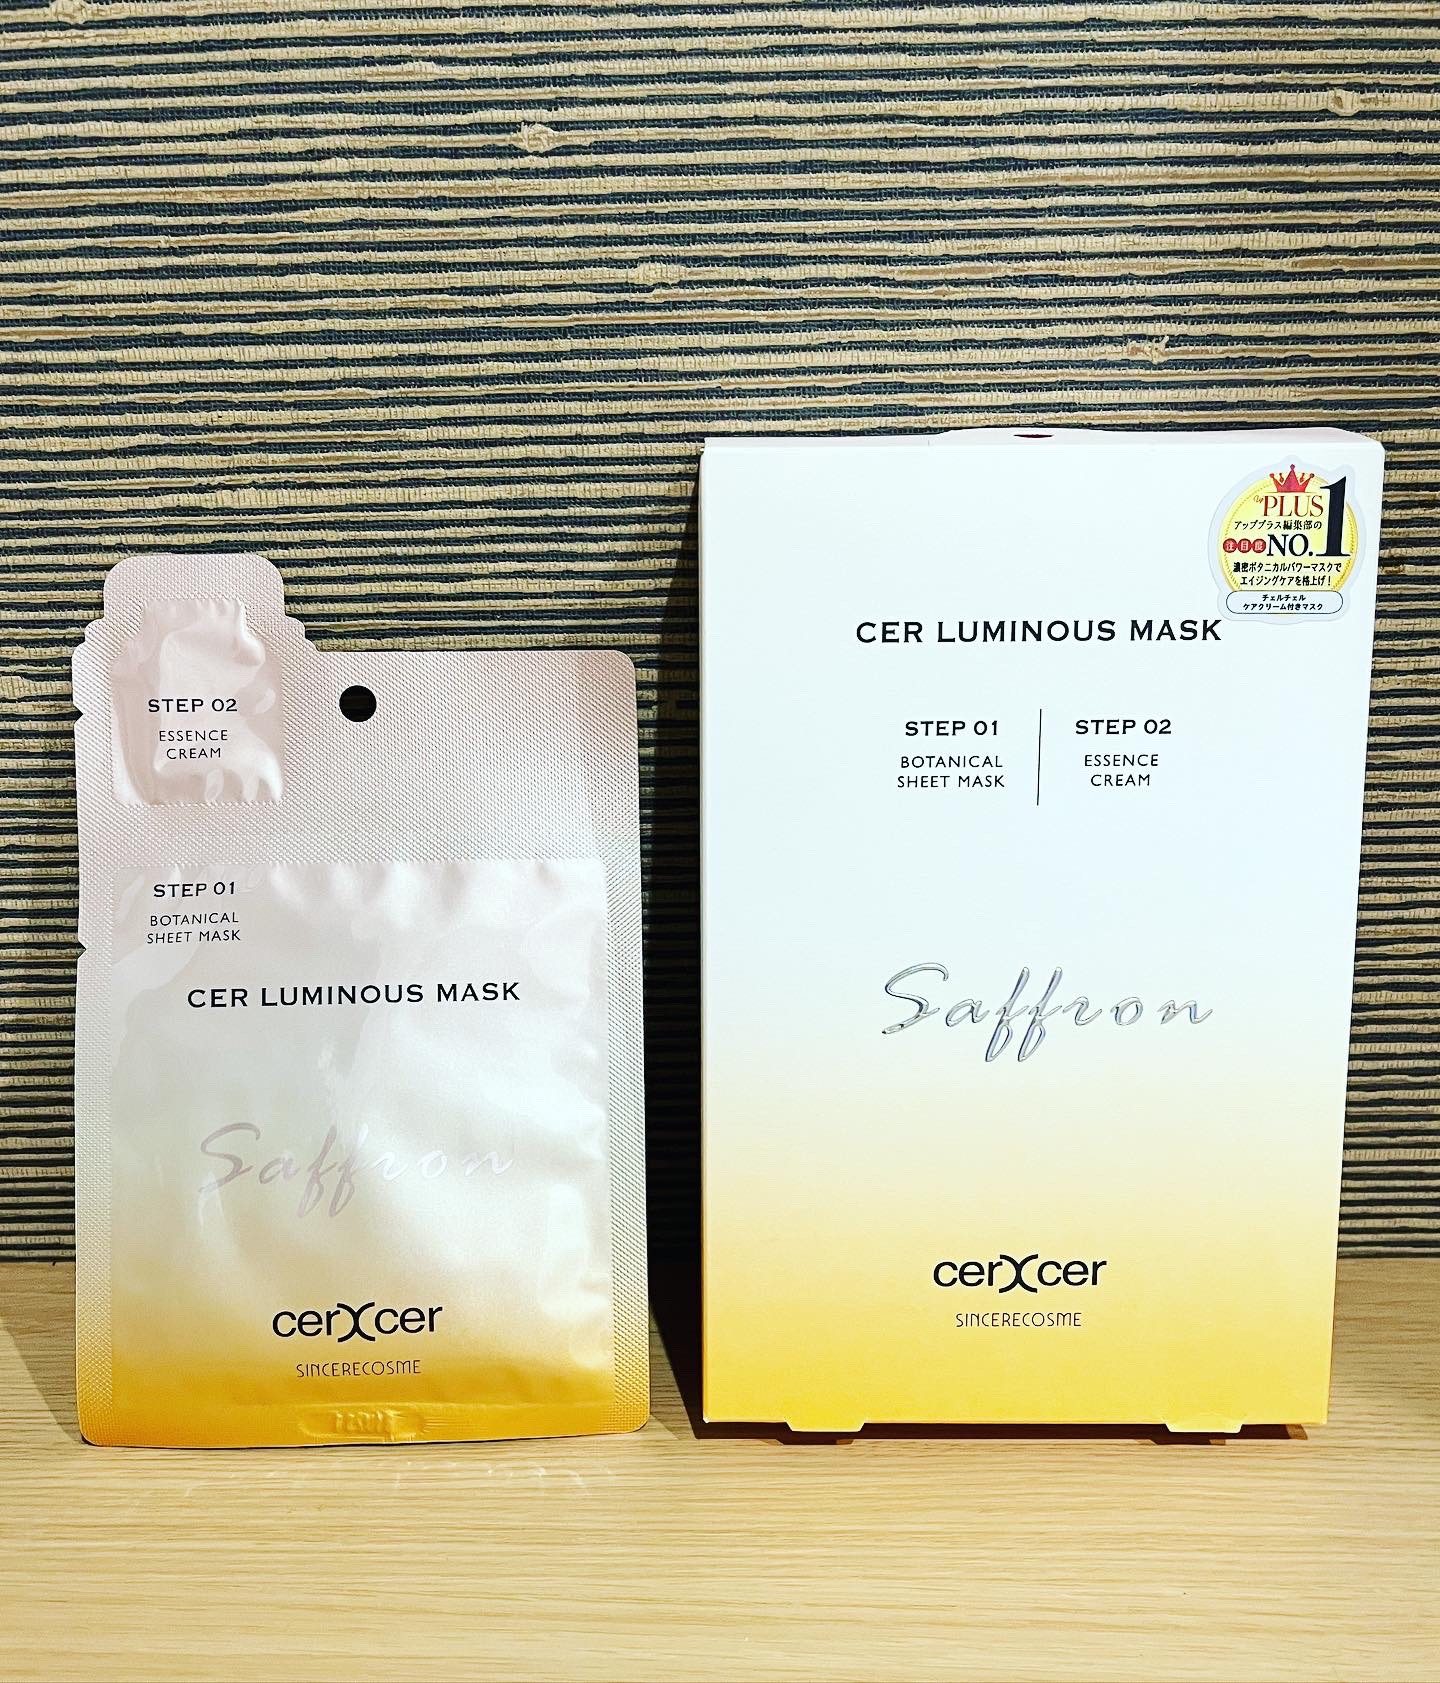 STEP 02
ESSENCE
CREAM
STEP 01
BOTANICAL
SHEET MASK
CER LUMINOUS MASK
Saffron
cerXcer
SINCERECOSME
Up PLUS
アッププラス編集部の
注目度 NO.1
濃密ボタニカルパワーマスクで
エイジングケアを格上げ！
チェルチェル
ケアクリーム付きマスク
CER LUMINOUS MASK
STEP 01
BOTANICAL
SHEET MASK
STEP 02
ESSENCE
CREAM
Saffron
cerXcer
SINCERECOSME